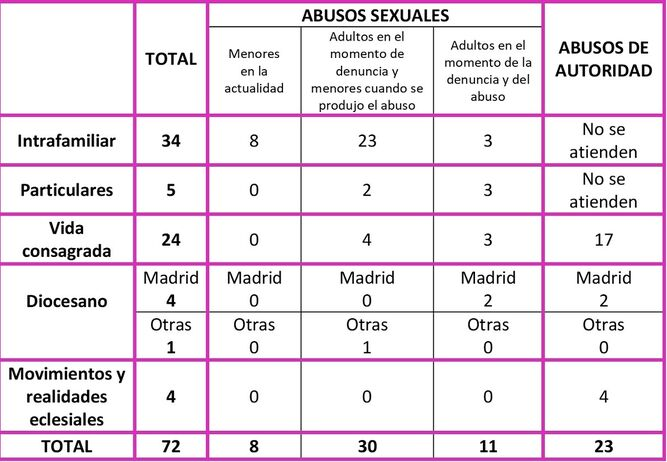 ABUSOS SEXUALES
TOTAL
Menores
en la
actualidad
Adultos en el
momento de
denuncia y
menores cuando se
produjo el abuso
Adultos en el
momento de la
denuncia y del
abuso
ABUSOS DE
AUTORIDAD
Intrafamiliar 34 8 23 3 No se
atienden
Particulares 5 0 2 3 No se
atienden
Vida
consagrada 24 0 4 3 17
Diocesano
Madrid Madrid Madrid Madrid Madrid
4 0 0 2 2
Otras Otras Otras Otras Otras
1 0 1 0 0
Movimientos y
realidades
eclesiales 4 0 0 0 4
TOTAL 72 8 30 11 23